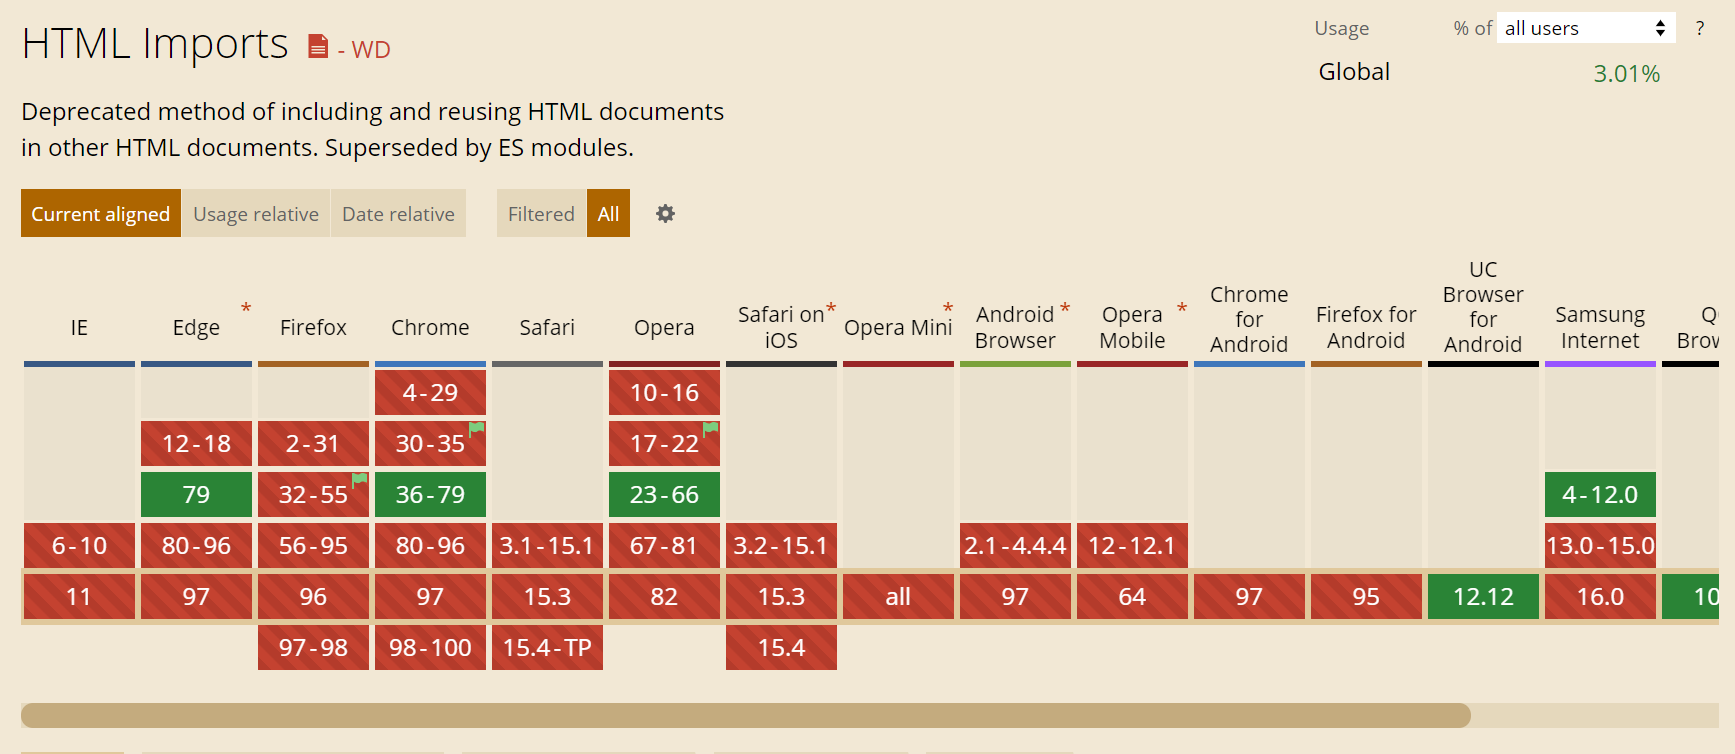 HTML Imports - WD
Usage % of all users ?
Global 3.01%
Deprecated method of including and reusing HTML documents
in other HTML documents. Superseded by ES modules.
Current aligned Usage relative Date relative Filtered All
IE
Edge *
Firefox
Chrome
Safari
Opera
Safari on *
iOS
Opera Mini *
Android *
Browser
Opera *
Mobile
Chrome
for
Android
Firefox for
Android
UC
Browser
for
Android
Samsung
Internet
4-29 10-16
12-18 2-31 30-35 17-22
79 32-55 36-79 23-66 4-12.0
6-10 80-96 56-95 80-96 3.1-15.1 67-81 3.2-15.1 2.1-4.4.4 12-12.1 13.0-15.0
11 97 96 97 15.3 82 15.3 all 97 64 97 95 12.12 16.0 10
97-98 98-100 15.4-TP 15.4